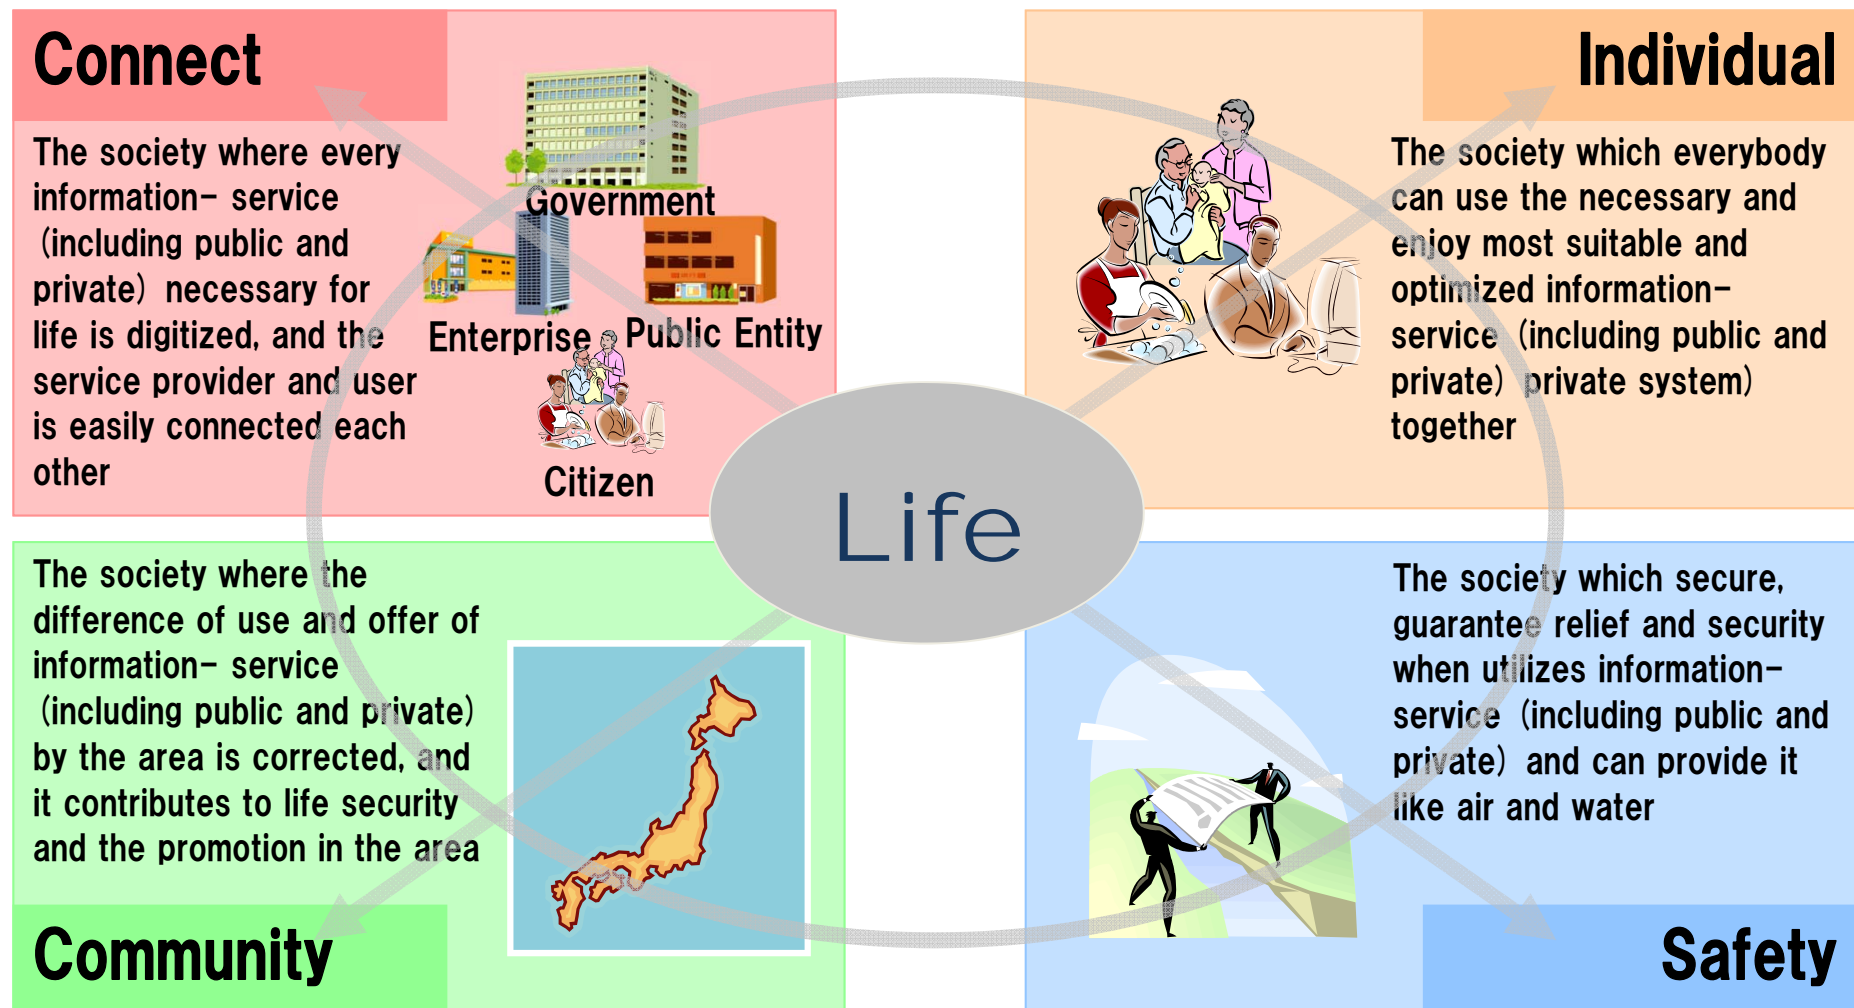 Connect
The society where every
information- service
(including public and
private) necessary for
life is digitized, and the
service provider and user
is easily connected each
other
Government
Enterprise
Public Entity
Citizen
Individual
The society which everybody
can use the necessary and
enjoy most suitable and
optimized information-
service (including public and
private) private system)
together
Life
The society where the
difference of use and offer of
information- service
(including public and private)
by the area is corrected, and
it contributes to life security
and the promotion in the area
Community
The society which secure,
guarantee relief and security
when utilizes information-
service (including public and
private) and can provide it
like air and water
Safety